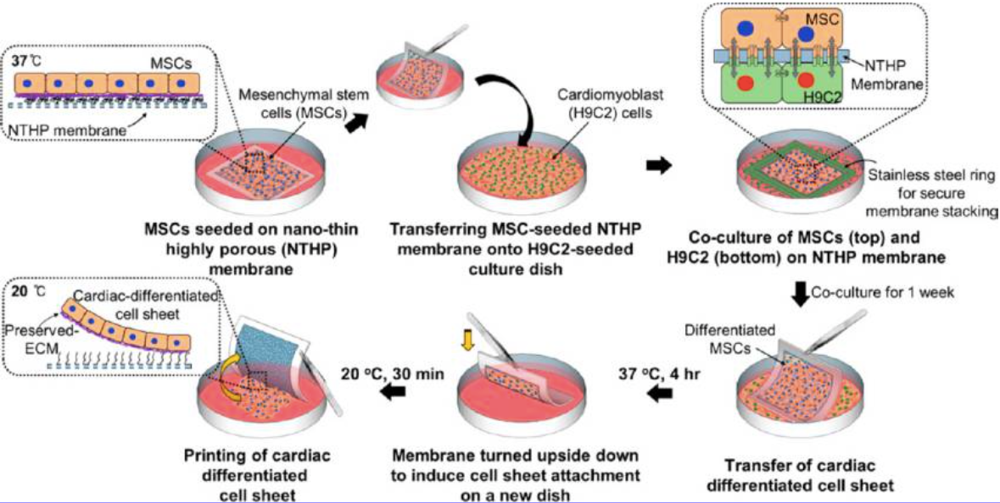 37 ℃
MSCs
NTHP membrane
Mesenchymal stem
cells (MSCs)
MSCs seeded on nano-thin
highly porous (NTHP)
membrane
Cardiomyoblast
(H9C2) cells
Transferring MSC-seeded NTHP
membrane onto H9C2-seeded
culture dish
MSC
NTHP
Membrane
H9C2
Stainless steel ring
for secure
membrane stacking
Co-culture of MSCs (top) and
H9C2 (bottom) on NTHP membrane
Co-culture for 1 week
Differentiated
MSCs
Transfer of cardiac
differentiated cell sheet
37 ºC, 4 hr
Membrane turned upside down
to induce cell sheet attachment
on a new dish
20 ºC, 30 min
20 ℃
Cardiac-differentiated
cell sheet
Preserved-
ECM
Printing of cardiac
differentiated
cell sheet